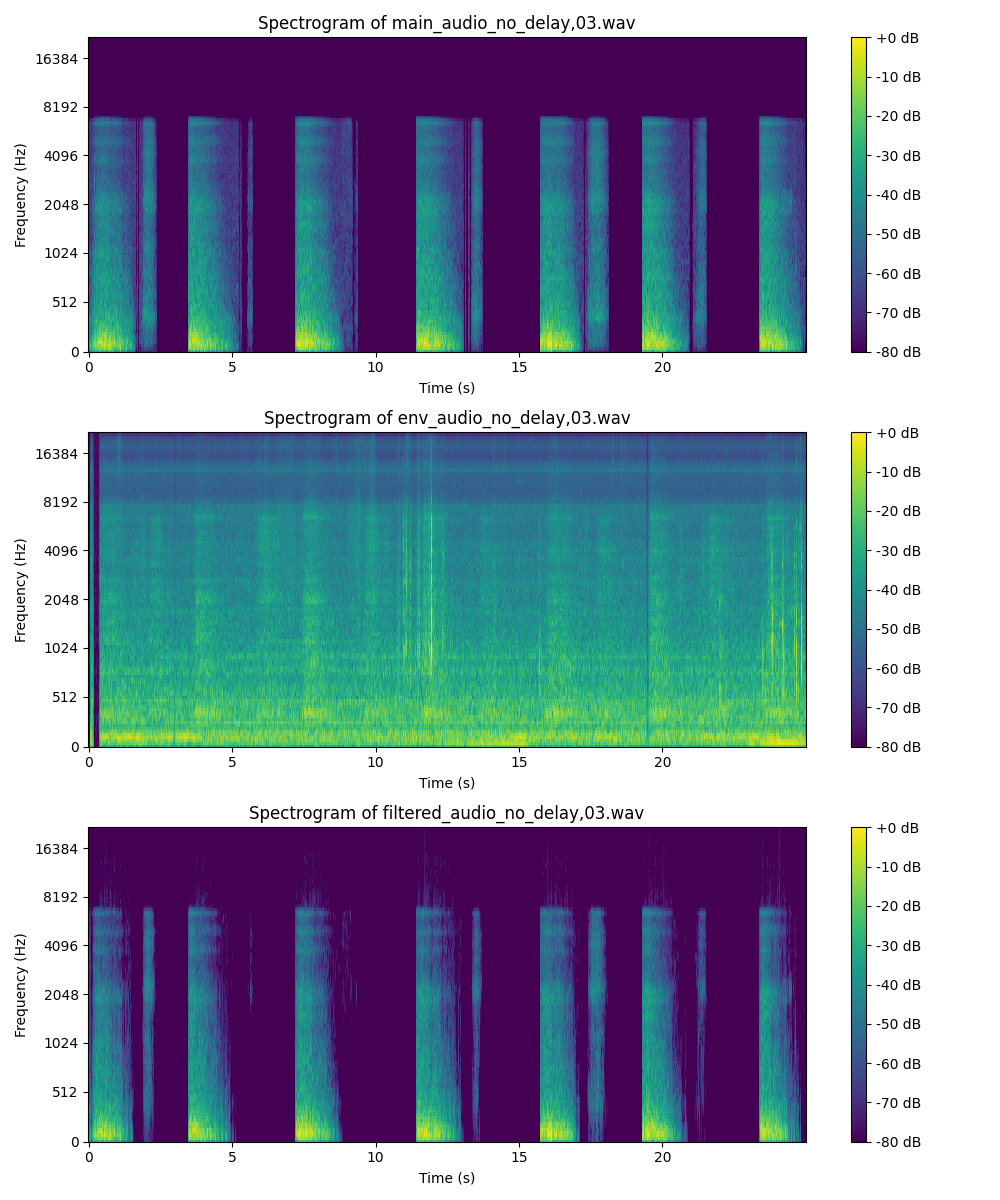 Spectrogram of main_audio_no_delay,03.wav
Frequency (Hz)
16384
8192
4096
2048
1024
512
0
0 5 10 15 20
Time (s)
+0 dB
-10 dB
-20 dB
-30 dB
-40 dB
-50 dB
-60 dB
-70 dB
-80 dB
Spectrogram of env_audio_no_delay,03.wav
Frequency (Hz)
16384
8192
4096
2048
1024
512
0
0 5 10 15 20
Time (s)
+0 dB
-10 dB
-20 dB
-30 dB
-40 dB
-50 dB
-60 dB
-70 dB
-80 dB
Spectrogram of filtered_audio_no_delay,03.wav
Frequency (Hz)
16384
8192
4096
2048
1024
512
0
0 5 10 15 20
Time (s)
+0 dB
-10 dB
-20 dB
-30 dB
-40 dB
-50 dB
-60 dB
-70 dB
-80 dB